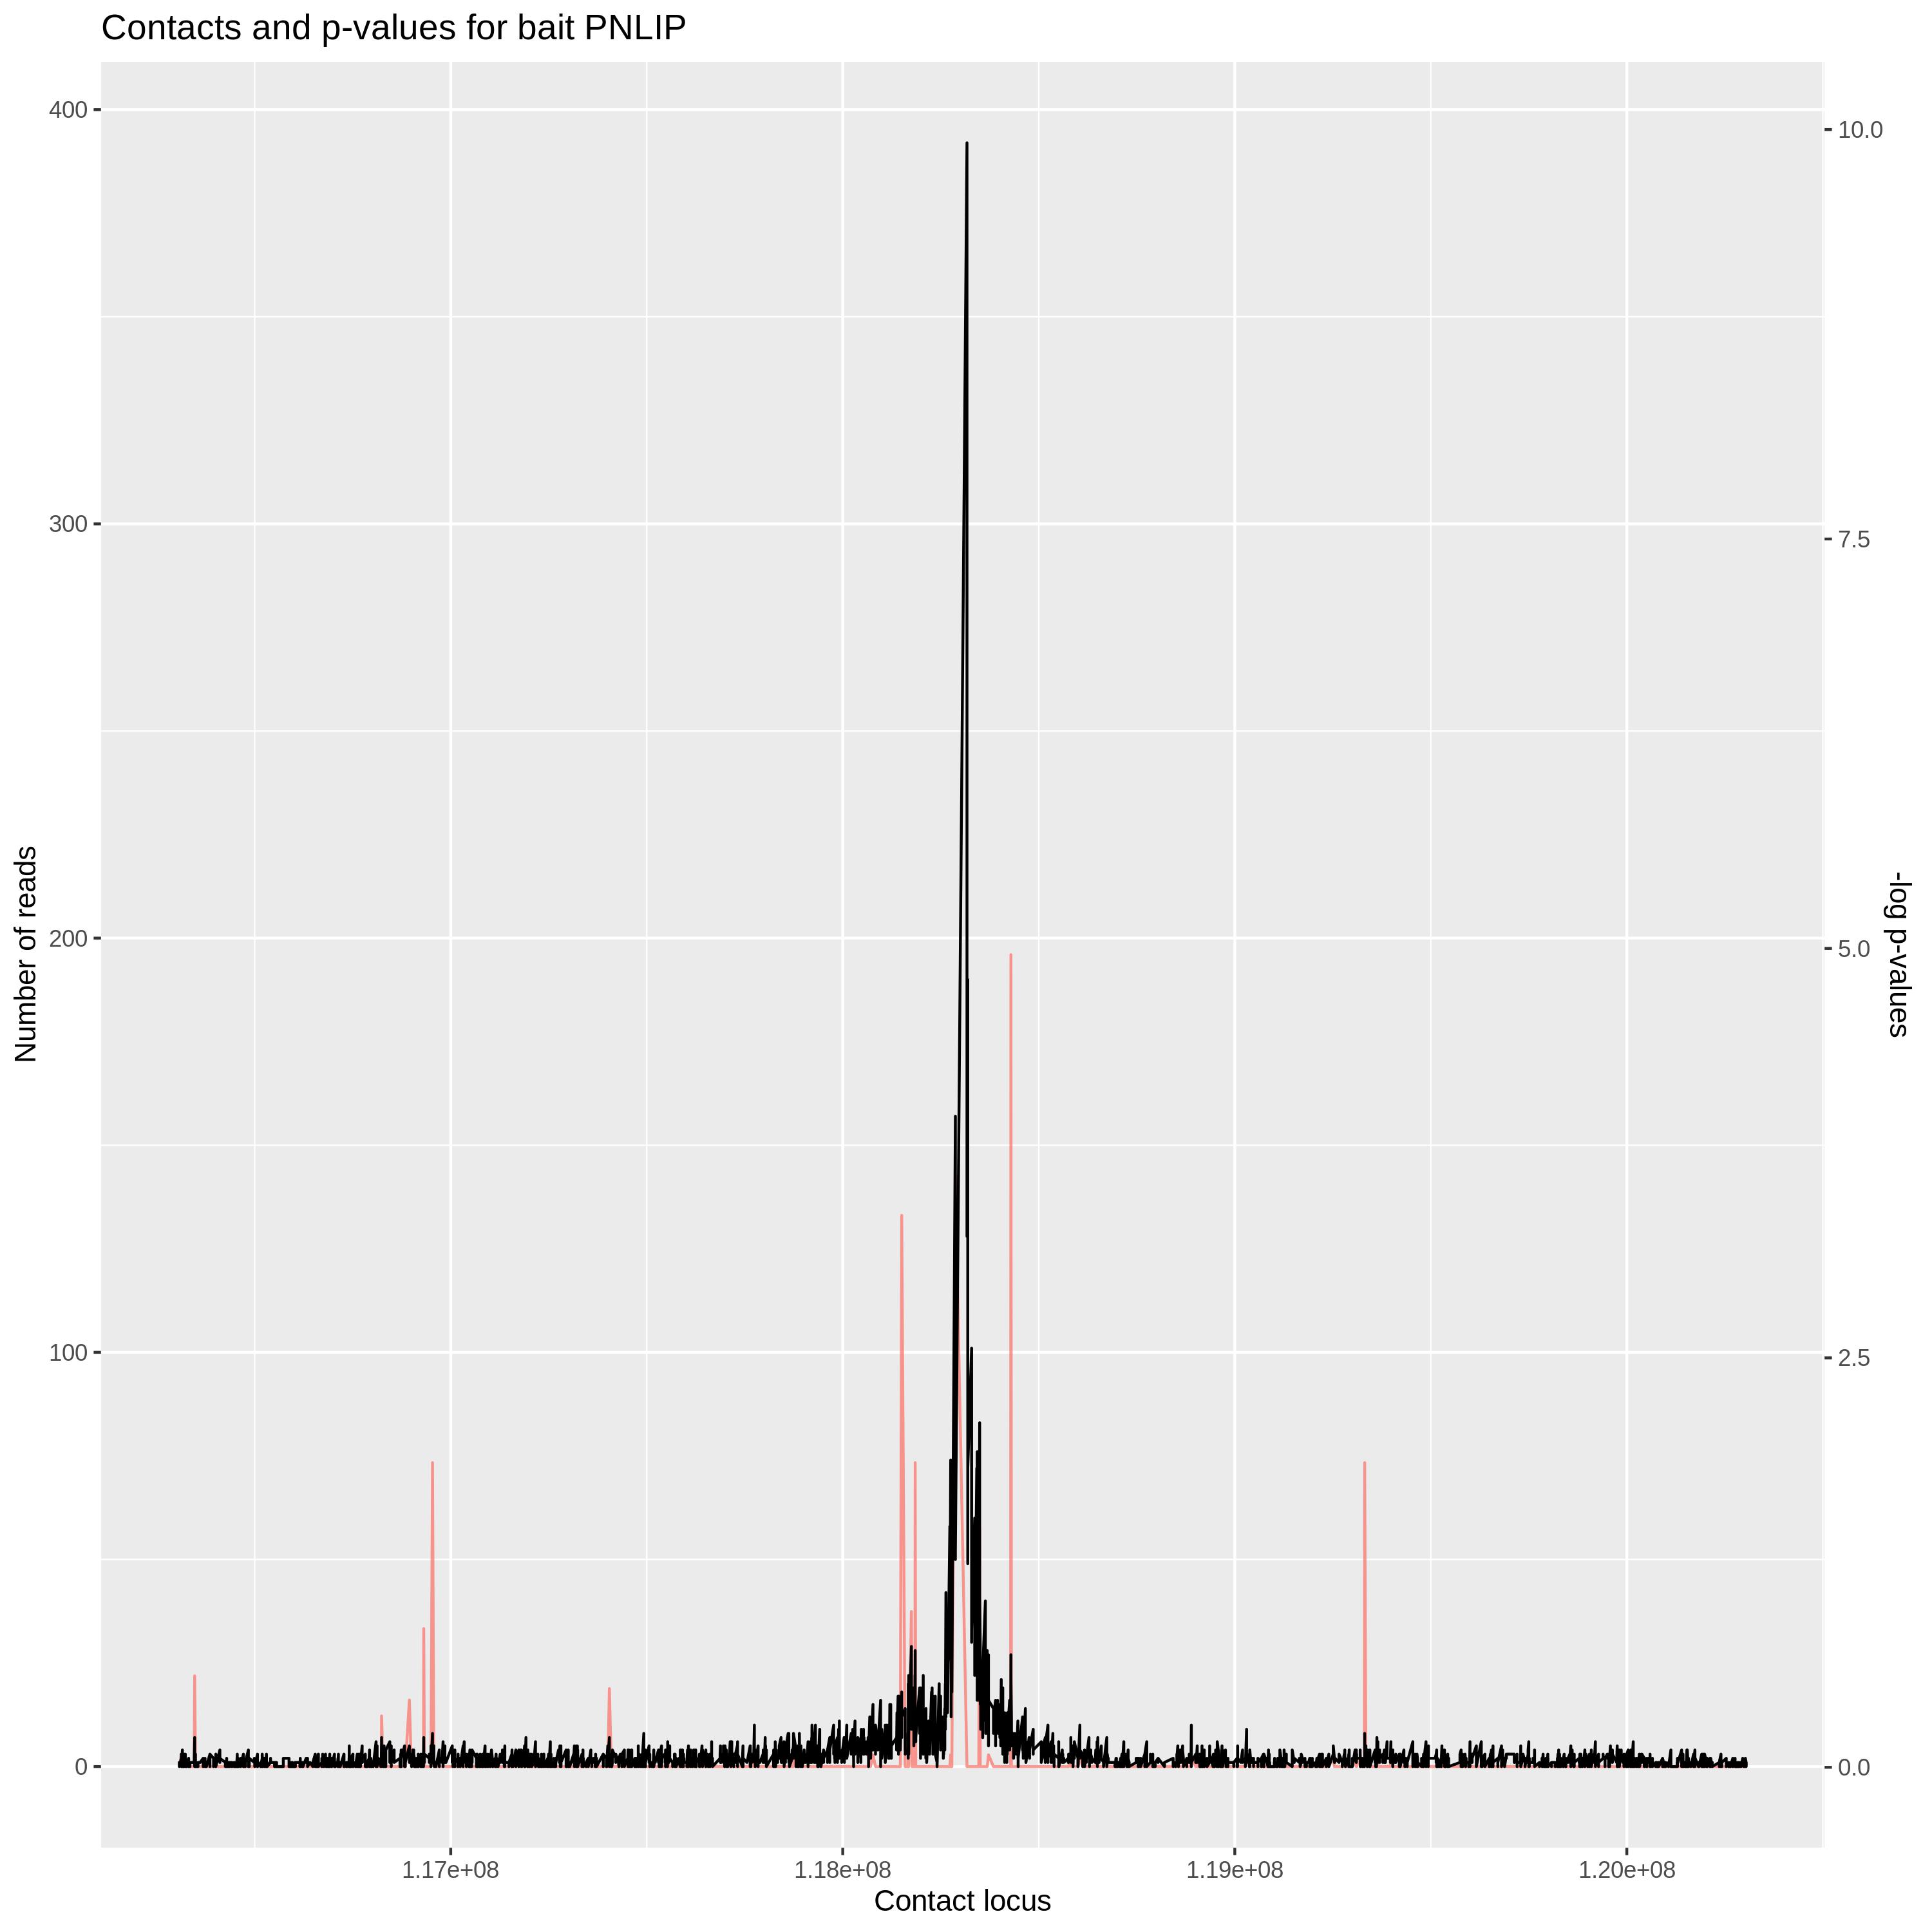 Contacts and p-values for bait PNLIP
400
300
200
100
0
Number of reads
10.0
7.5
5.0
2.5
0.0
-log p-values
1.17e+08
1.18e+08
1.19e+08
1.20e+08
Contact locus